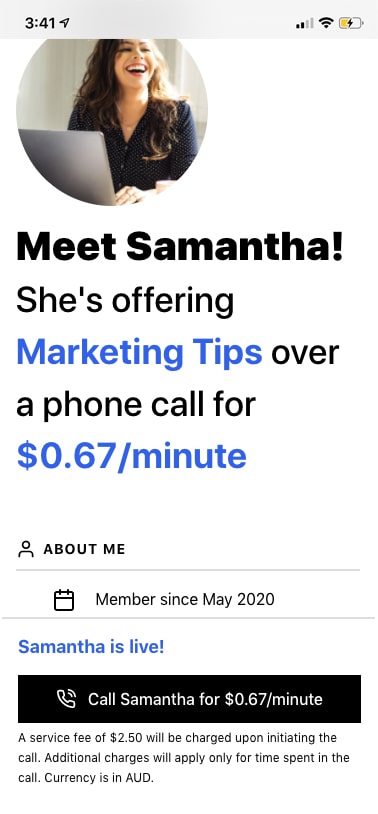 3:41
Meet Samantha!
She's offering
Marketing Tips over
a phone call for
$0.67/minute
ABOUT ME
Member since May 2020
Samantha is live!
Call Samantha for $0.67/minute
A service fee of $2.50 will be charged upon initiating the
call. Additional charges will apply only for time spent in the
call. Currency is in AUD.